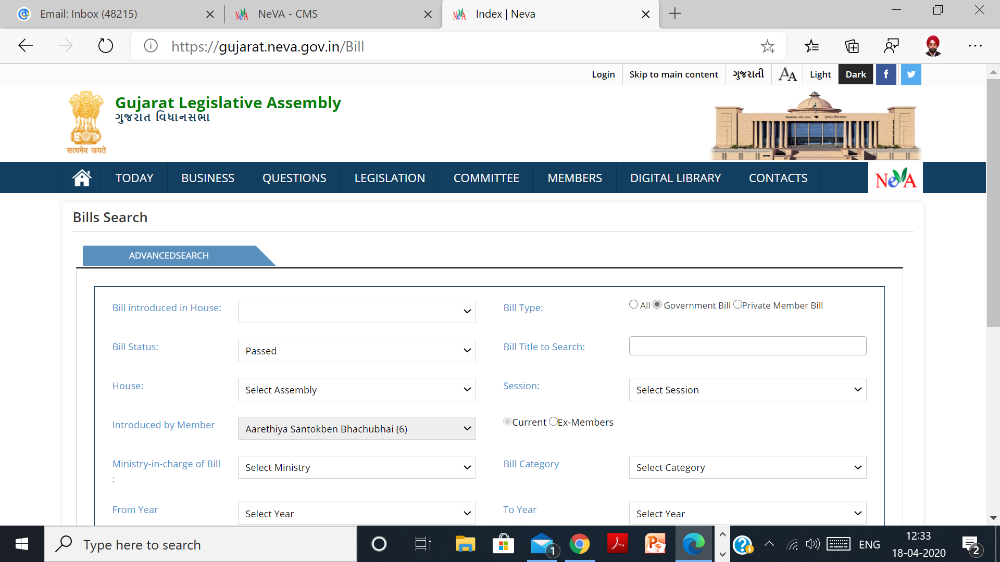 Email: Inbox (48215)
NeVA - CMS
Index | Neva
https://gujarat.neva.gov.in/Bill
Login
Skip to main content
ગુજરાતી
AA
Light
Dark
f
Gujarat Legislative Assembly
ગુજરાત વિધાનસભા
सत्यमेव जयते
TODAY
BUSINESS
QUESTIONS
LEGISLATION
COMMITTEE
MEMBERS
DIGITAL LIBRARY
CONTACTS
NeVA
Bills Search
ADVANCEDSEARCH
Bill introduced in House:
Bill Type:
All
Government Bill
Private Member Bill
Bill Status:
Passed
Bill Title to Search:
House:
Select Assembly
Session:
Select Session
Introduced by Member
Aarethiya Santokben Bhachubhai (6)
Current
Ex-Members
Ministry-in-charge of Bill
:
Select Ministry
Bill Category
Select Category
From Year
Select Year
To Year
Select Year
Type here to search
1
ENG
12:33
18-04-2020
2